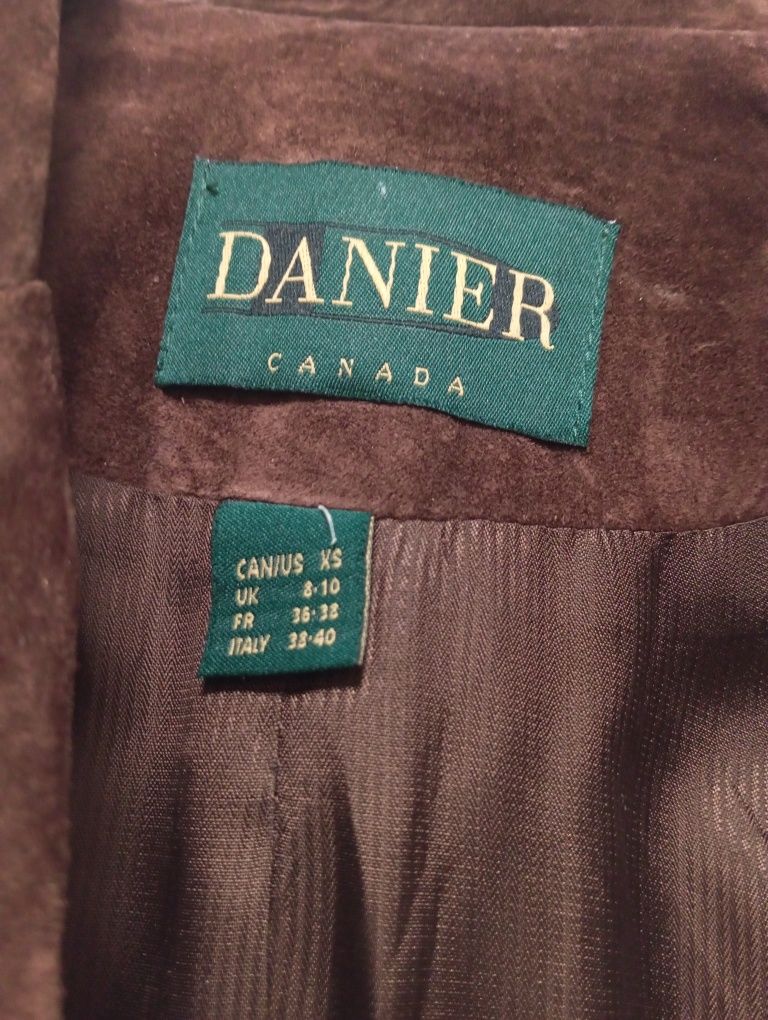 DANIER
CANADA
CAN/US XS
UK 8-10
FR 36-38
ITALY 38-40